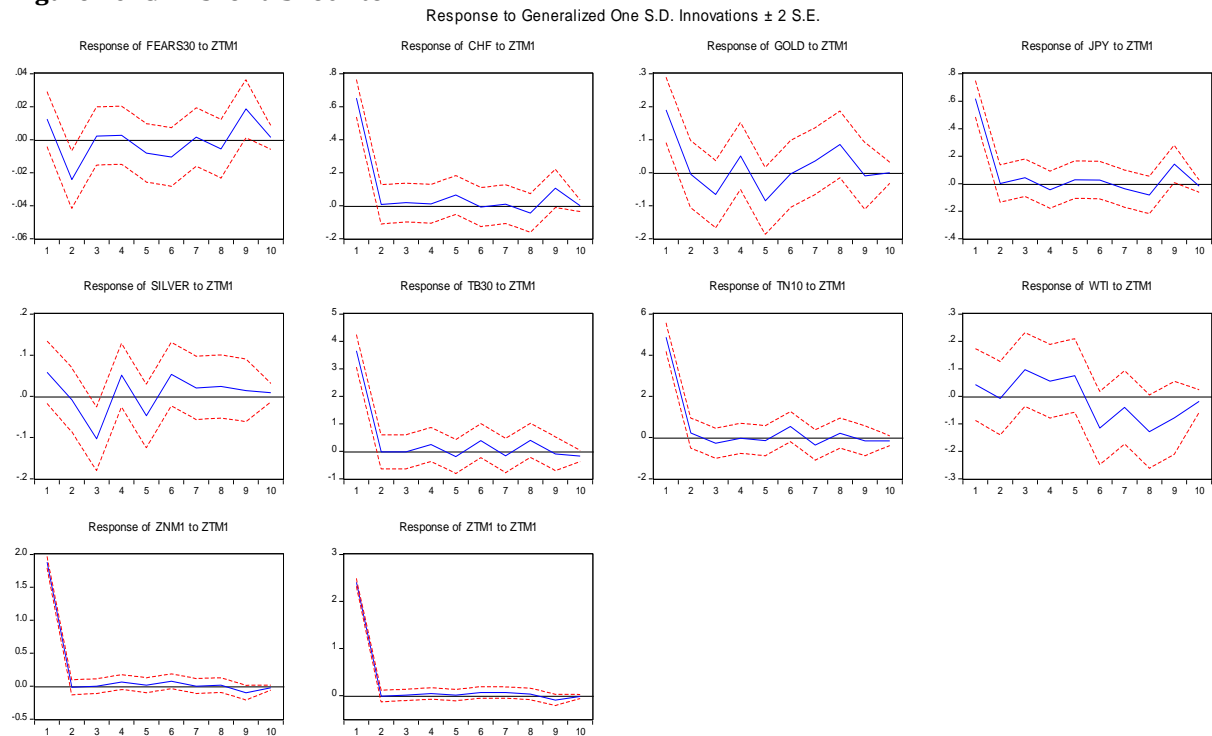 Response to Generalized One S.D. Innovations ± 2 S.E.
Response of FEARS30 to ZTM1
.04
.02
.00
-.02
-.04
-.06
1 2 3 4 5 6 7 8 9 10
Response of CHF to ZTM1
.8
.6
.4
.2
.0
-.2
1 2 3 4 5 6 7 8 9 10
Response of GOLD to ZTM1
.3
.2
.1
.0
-.1
-.2
1 2 3 4 5 6 7 8 9 10
Response of JPY to ZTM1
.8
.6
.4
.2
.0
-.2
-.4
1 2 3 4 5 6 7 8 9 10
Response of SILVER to ZTM1
.2
.1
.0
-.1
-.2
1 2 3 4 5 6 7 8 9 10
Response of TB30 to ZTM1
5
4
3
2
1
0
-1
1 2 3 4 5 6 7 8 9 10
Response of TN10 to ZTM1
6
4
2
0
-2
1 2 3 4 5 6 7 8 9 10
Response of WTI to ZTM1
.3
.2
.1
.0
-.1
-.2
-.3
1 2 3 4 5 6 7 8 9 10
Response of ZNM1 to ZTM1
2.0
1.5
1.0
0.5
0.0
-0.5
1 2 3 4 5 6 7 8 9 10
Response of ZTM1 to ZTM1
3
2
1
0
1 2 3 4 5 6 7 8 9 10